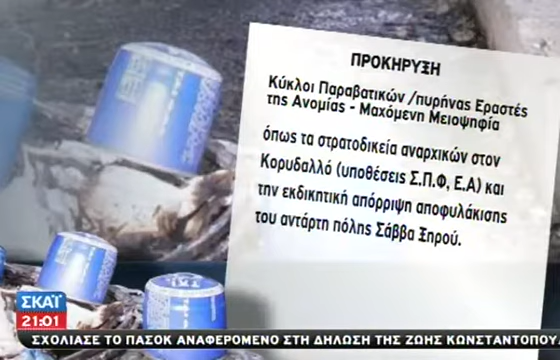 ΠΡΟΚΗΡΥΞΗ
Κύκλοι Παραβατικών /πυρήνας Εραστές
της Ανομίας - Μαχόμενη Μειοψηφία
όπως τα στρατοδικεία αναρχικών στον
Κορυδαλλό (υποθέσεις Σ.Π.Φ, Ε.Α) και
την εκδικητική απόρριψη αποφυλάκισης
του αντάρτη πόλης Σάββα Ξηρού.
ΣΚΑΪ
21:01
ΣΧΟΛΙΑΣΕ ΤΟ ΠΑΣΟΚ ΑΝΑΦΕΡΟΜΕΝΟ ΣΤΗ ΔΗΛΩΣΗ ΤΗΣ ΖΩΗΣ ΚΩΝΣΤΑΝΤΟΠΟΥ